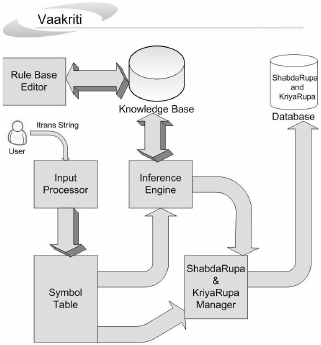 Vaakriti
Rule Base
Editor
Knowledge Base
ShabdaRupa
and
KriyaRupa
Database
Itrans String
User
Input
Processor
Inference
Engine
Symbol
Table
ShabdaRupa
&
KriyaRupa
Manager